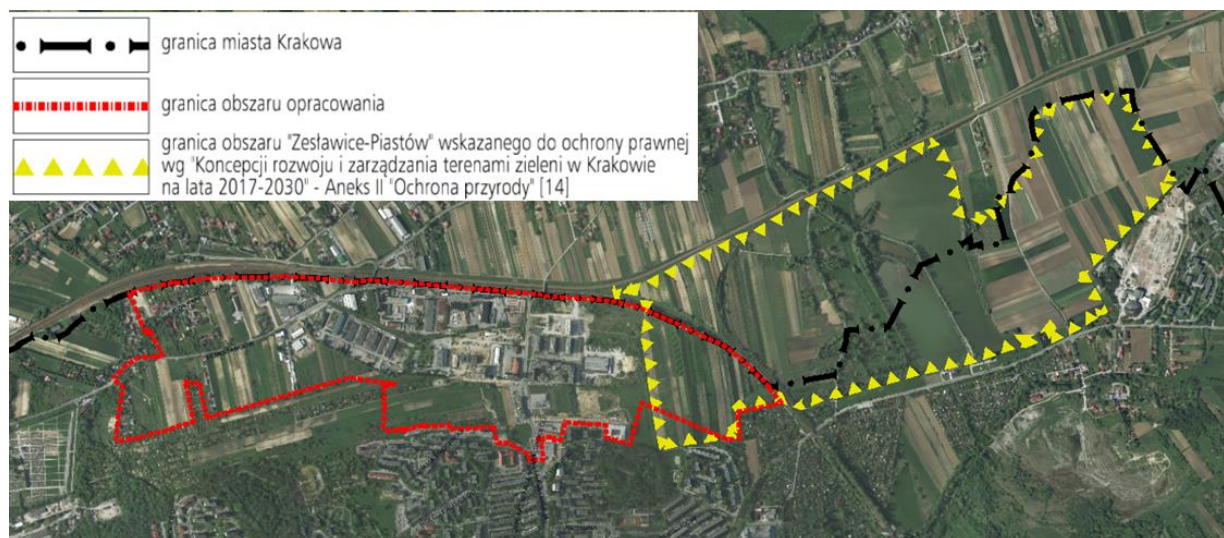 granica miasta Krakowa
granica obszaru opracowania
granica obszaru "Zesławice-Piastów" wskazanego do ochrony prawnej
wg "Koncepcji rozwoju i zarządzania terenami zieleni w Krakowie
na lata 2017-2030" - Aneks II "Ochrona przyrody" [14]